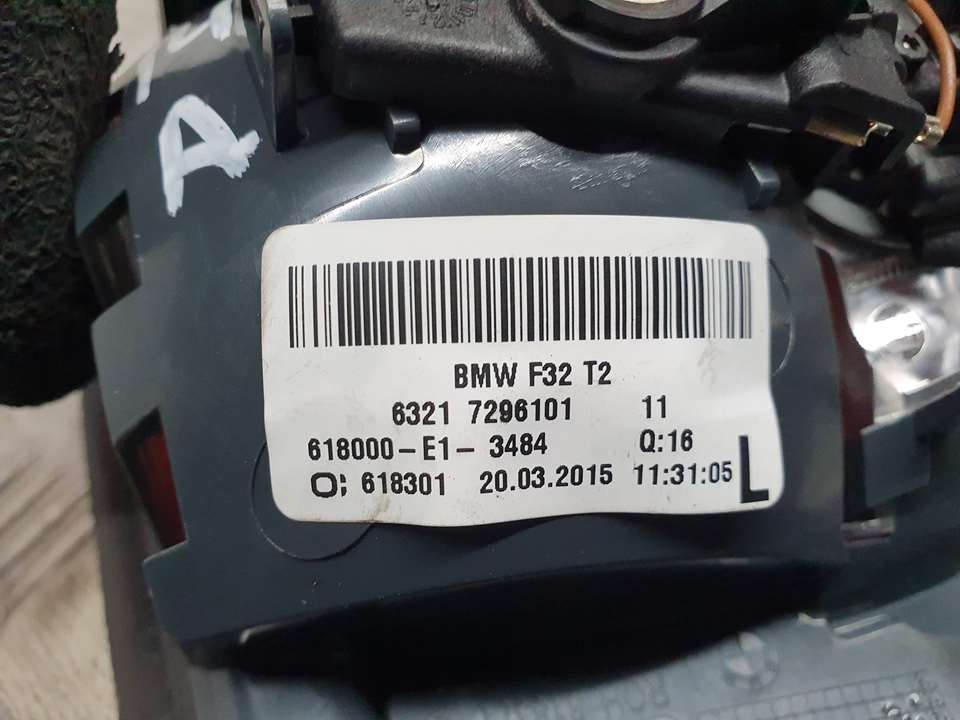 A
BMW F32 T2
6321 7296101 11
618000-E1-3484 Q:16
O; 618301 20.03.2015 11:31:05 L